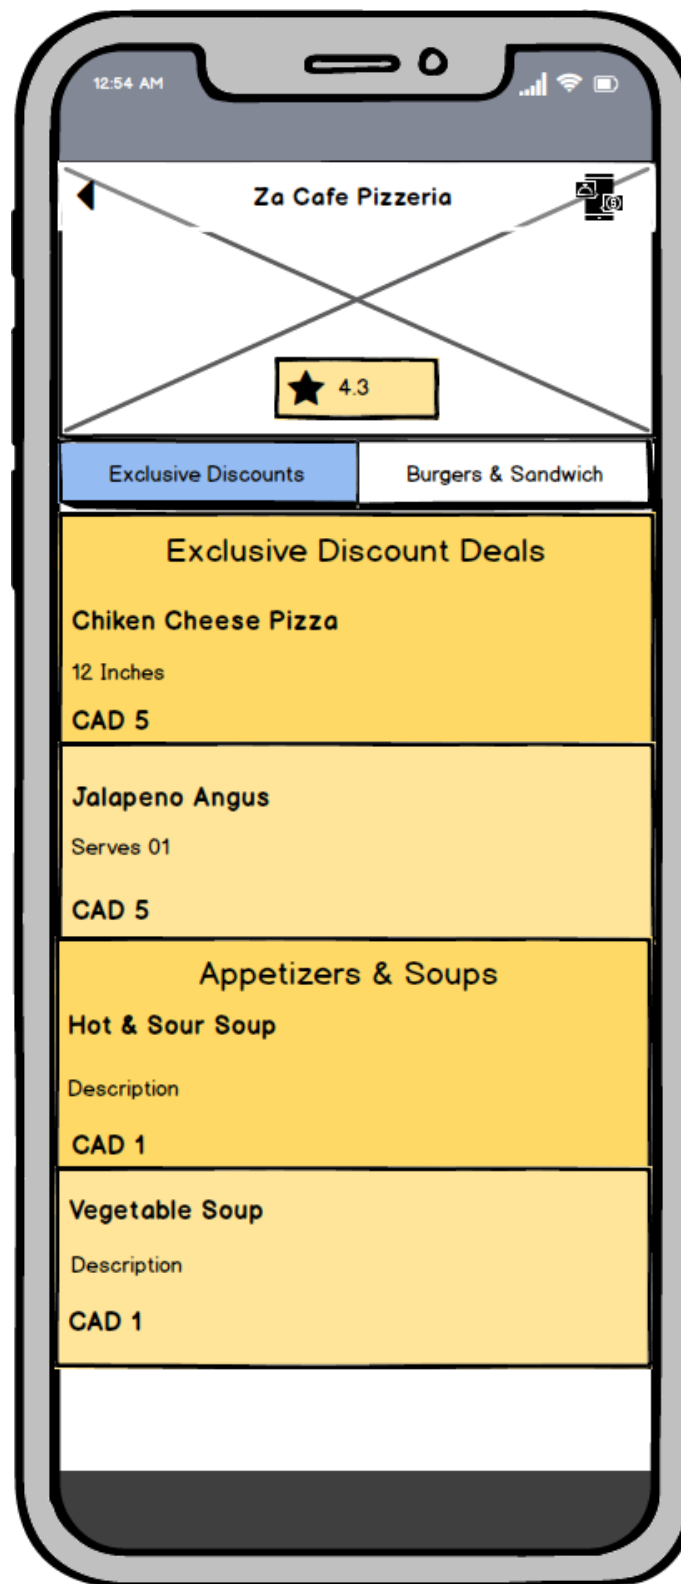 12:54 AM
Za Cafe Pizzeria
4.3
Exclusive Discounts
Burgers & Sandwich
Exclusive Discount Deals
Chiken Cheese Pizza
12 Inches
CAD 5
Jalapeno Angus
Serves 01
CAD 5
Appetizers & Soups
Hot & Sour Soup
Description
CAD 1
Vegetable Soup
Description
CAD 1